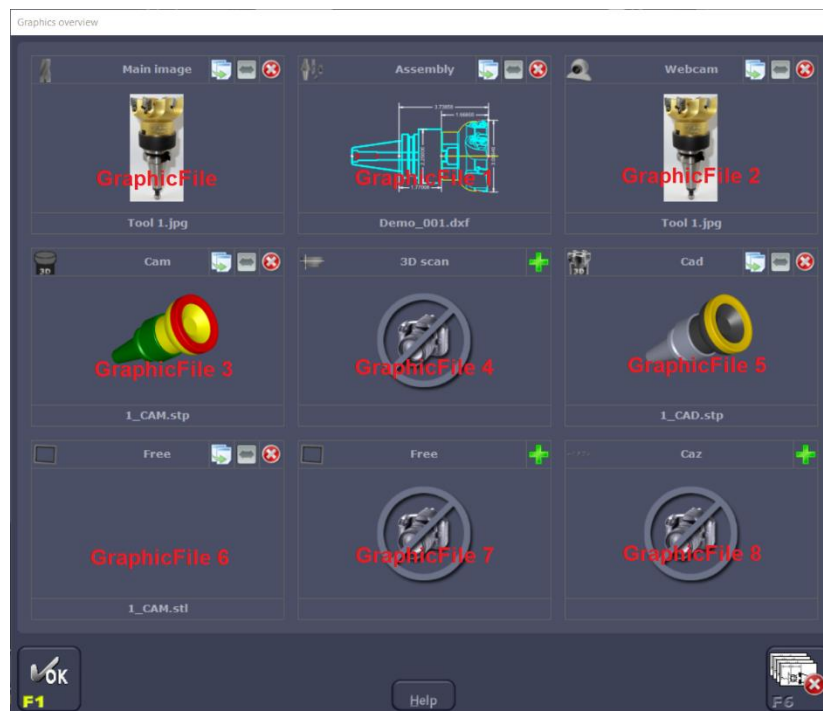 Graphics overview
Main image
Assembly
Webcam
GraphicFile
GraphicFile 1
GraphicFile 2
Tool 1.jpg
Demo_001.dxf
Tool 1.jpg
Cam
3D scan
Cad
3D
3D
GraphicFile 3
GraphicFile 4
GraphicFile 5
1_CAM.stp
1_CAD.stp
Free
Free
Caz
GraphicFile 6
GraphicFile 7
GraphicFile 8
1_CAM.stl
OK
F1
Help
F6